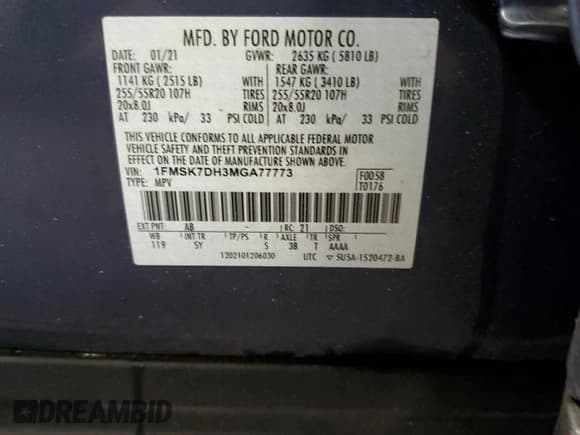 MFD. BY FORD MOTOR CO.
DATE: 01/21 GVWR: 2635 KG ( 5810 LB)
FRONT GAWR: REAR GAWR:
1141 KG ( 2515 LB) WITH 1547 KG ( 3410 LB) WITH
255/55R20 107H TIRES 255/55R20 107H TIRES
20x8.0J RIMS 20x8.0J RIMS
AT 230 kPa/ 33 PSI COLD AT 230 kPa/ 33 PSI COLD
THIS VEHICLE CONFORMS TO ALL APPLICABLE FEDERAL MOTOR
VEHICLE SAFETY AND THEFT PREVENTION STANDARDS IN
EFFECT ON THE DATE OF MANUFACTURE SHOWN ABOVE.
VIN: 1FMSK7DH3MGA77773 F0058
TYPE: MPV T0176
EXT PNT: AB RC: 21 DSO:
WB INT TR TP/PS R AXLE TR SPR
119 SY S 38 T AAAA
1202101206030 UTC ▽ 5USA-1520472-BA
DREAMBID